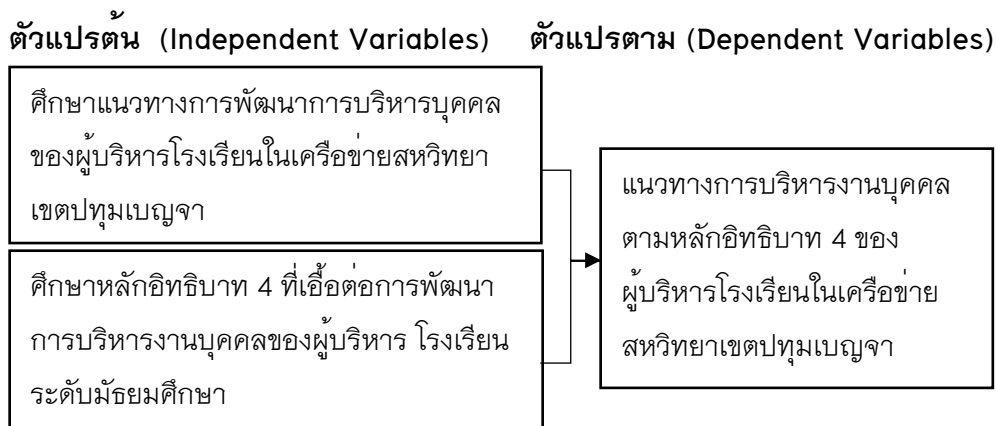 ตัวแปรต้น (Independent Variables) ตัวแปรตาม (Dependent Variables)
ศึกษาแนวทางการพัฒนาการบริหารบุคคล
ของผู้บริหารโรงเรียนในเครือข่ายสหวิทยา
เขตปทุมเบญจา
ศึกษาหลักอิทธิบาท 4 ที่เอื้อต่อการพัฒนา
การบริหารงานบุคคลของผู้บริหาร โรงเรียน
ระดับมัธยมศึกษา
แนวทางการบริหารงานบุคคล
ตามหลักอิทธิบาท 4 ของ
ผู้บริหารโรงเรียนในเครือข่าย
สหวิทยาเขตปทุมเบญจา